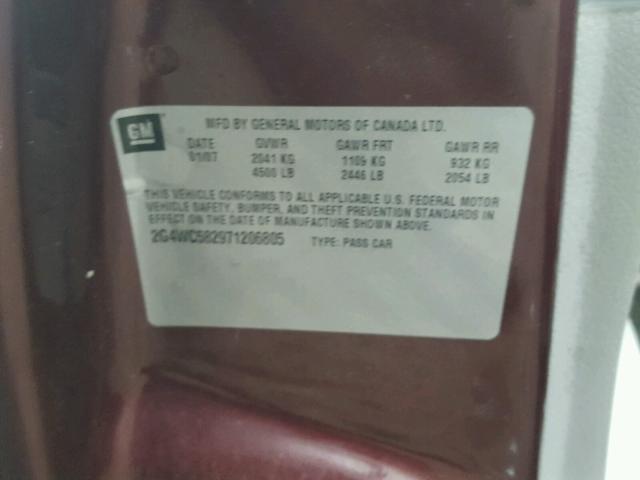 GM
MFD BY GENERAL MOTORS OF CANADA LTD.
DATE GVWR GAWR FRT GAWR RR
01/07 2041 KG 1109 KG 932 KG
4500 LB 2446 LB 2054 LB
THIS VEHICLE CONFORMS TO ALL APPLICABLE U.S. FEDERAL MOTOR
VEHICLE SAFETY, BUMPER, AND THEFT PREVENTION STANDARDS IN
EFFECT ON THE DATE OF MANUFACTURE SHOWN ABOVE.
2G4WC582971206805 TYPE: PASS CAR